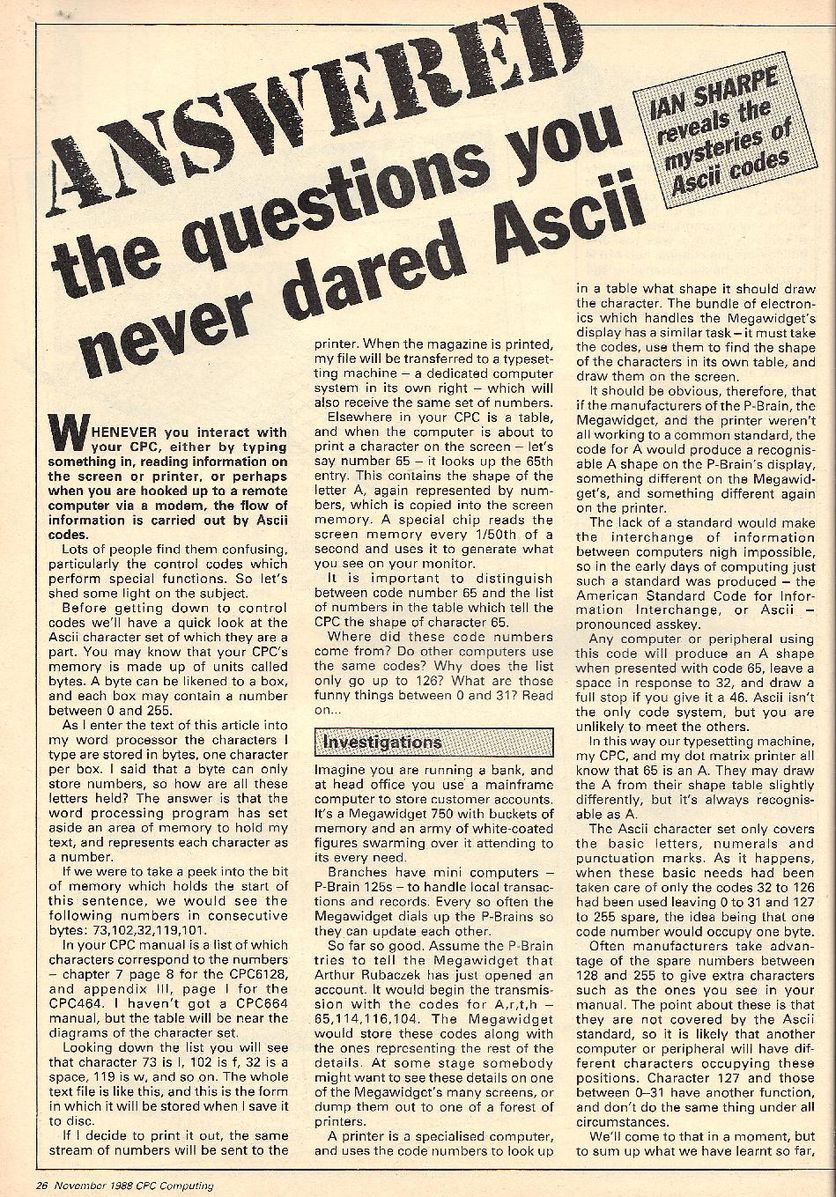 ANSWERED
the questions you
never dared Ascii
IAN SHARPE
reveals the
mysteries of
Ascii codes
WHENEVER you interact with
your CPC, either by typing
something in, reading information on
the screen or printer, or perhaps
when you are hooked up to a remote
computer via a modem, the flow of
information is carried out by Ascii
codes.
Lots of people find them confusing,
particularly the control codes which
perform special functions. So let's
shed some light on the subject.
Before getting down to control
codes we'll have a quick look at the
Ascii character set of which they are a
part. You may know that your CPC's
memory is made up of units called
bytes. A byte can be likened to a box,
and each box may contain a number
between 0 and 255.
As I enter the text of this article into
my word processor the characters I
type are stored in bytes, one character
per box. I said that a byte can only
store numbers, so how are all these
letters held? The answer is that the
word processing program has set
aside an area of memory to hold my
text, and represents each character as
a number.
If we were to take a peek into the bit
of memory which holds the start of
this sentence, we would see the
following numbers in consecutive
bytes: 73,102,32,119,101.
In your CPC manual is a list of which
characters correspond to the numbers
– chapter 7 page 8 for the CPC6128,
and appendix III, page I for the
CPC464. I haven't got a CPC664
manual, but the table will be near the
diagrams of the character set.
Looking down the list you will see
that character 73 is I, 102 is f, 32 is a
space, 119 is w, and so on. The whole
text file is like this, and this is the form
in which it will be stored when I save it
to disc.
If I decide to print it out, the same
stream of numbers will be sent to the
printer. When the magazine is printed,
my file will be transferred to a typeset-
ting machine – a dedicated computer
system in its own right – which will
also receive the same set of numbers.
Elsewhere in your CPC is a table,
and when the computer is about to
print a character on the screen – let's
say number 65 – it looks up the 65th
entry. This contains the shape of the
letter A, again represented by num-
bers, which is copied into the screen
memory. A special chip reads the
screen memory every 1/50th of a
second and uses it to generate what
you see on your monitor.
It is important to distinguish
between code number 65 and the list
of numbers in the table which tell the
CPC the shape of character 65.
Where did these code numbers
come from? Do other computers use
the same codes? Why does the list
only go up to 126? What are those
funny things between 0 and 31? Read
on...
Investigations
Imagine you are running a bank, and
at head office you use a mainframe
computer to store customer accounts.
It's a Megawidget 750 with buckets of
memory and an army of white-coated
figures swarming over it attending to
its every need.
Branches have mini computers –
P-Brain 125s – to handle local transac-
tions and records. Every so often the
Megawidget dials up the P-Brains so
they can update each other.
So far so good. Assume the P-Brain
tries to tell the Megawidget that
Arthur Rubaczek has just opened an
account. It would begin the transmis-
sion with the codes for A,r,t,h –
65,114,116,104. The Megawidget
would store these codes along with
the ones representing the rest of the
details. At some stage somebody
might want to see these details on one
of the Megawidget's many screens, or
dump them out to one of a forest of
printers.
A printer is a specialised computer,
and uses the code numbers to look up
in a table what shape it should draw
the character. The bundle of electron-
ics which handles the Megawidget's
display has a similar task – it must take
the codes, use them to find the shape
of the characters in its own table, and
draw them on the screen.
It should be obvious, therefore, that
if the manufacturers of the P-Brain, the
Megawidget, and the printer weren't
all working to a common standard, the
code for A would produce a recognis-
able A shape on the P-Brain's display,
something different on the Megawid-
get's, and something different again
on the printer.
The lack of a standard would make
the interchange of information
between computers nigh impossible,
so in the early days of computing just
such a standard was produced – the
American Standard Code for Infor-
mation Interchange, or Ascii –
pronounced asskey.
Any computer or peripheral using
this code will produce an A shape
when presented with code 65, leave a
space in response to 32, and draw a
full stop if you give it a 46. Ascii isn't
the only code system, but you are
unlikely to meet the others.
In this way our typesetting machine,
my CPC, and my dot matrix printer all
know that 65 is an A. They may draw
the A from their shape table slightly
differently, but it's always recognis-
able as A.
The Ascii character set only covers
the basic letters, numerals and
punctuation marks. As it happens,
when these basic needs had been
taken care of only the codes 32 to 126
had been used leaving 0 to 31 and 127
to 255 spare, the idea being that one
code number would occupy one byte.
Often manufacturers take advan-
tage of the spare numbers between
128 and 255 to give extra characters
such as the ones you see in your
manual. The point about these is that
they are not covered by the Ascii
standard, so it is likely that another
computer or peripheral will have dif-
ferent characters occupying these
positions. Character 127 and those
between 0–31 have another function,
and don't do the same thing under all
circumstances.
We'll come to that in a moment, but
to sum up what we have learnt so far,
26 November 1988 CPC Computing